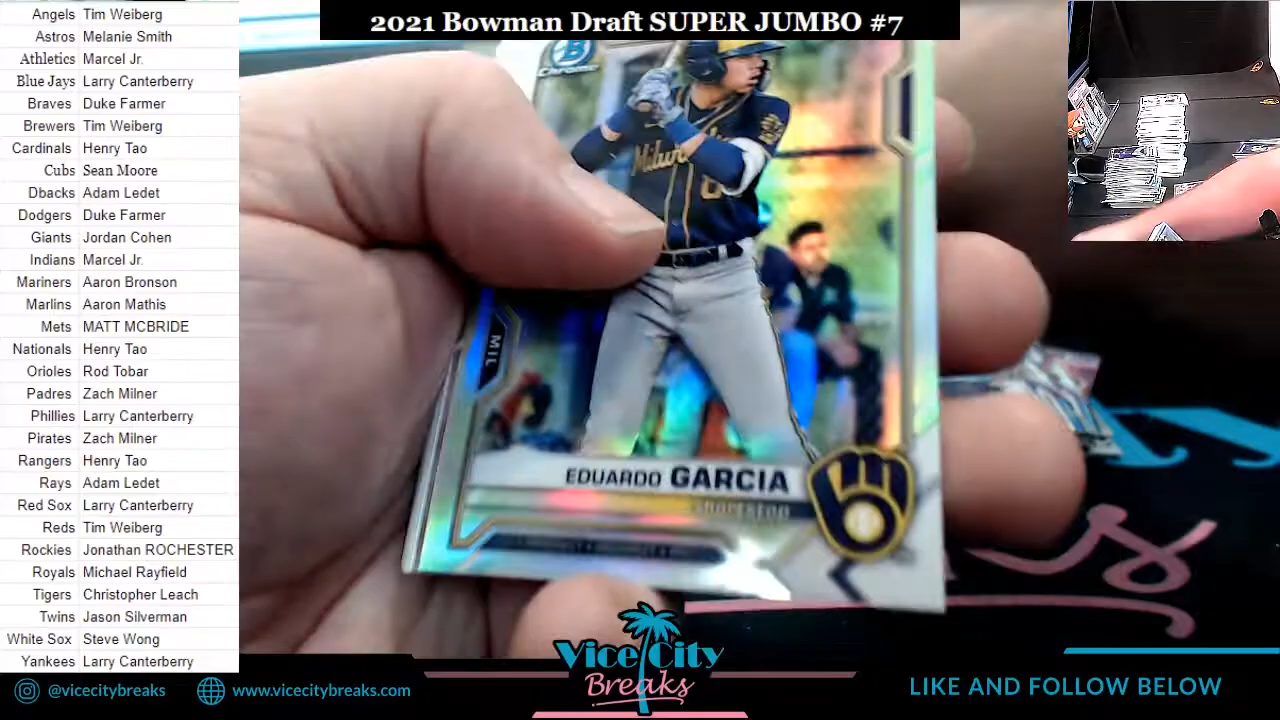 2021 Bowman Draft SUPER JUMBO #7
Angels Tim Weiberg
Astros Melanie Smith
Athletics Marcel Jr.
Blue Jays Larry Canterberry
Braves Duke Farmer
Brewers Tim Weiberg
Cardinals Henry Tao
Cubs Sean Moore
Dbacks Adam Ledet
Dodgers Duke Farmer
Giants Jordan Cohen
Indians Marcel Jr.
Mariners Aaron Bronson
Marlins Aaron Mathis
Mets MATT MCBRIDE
Nationals Henry Tao
Orioles Rod Tobar
Padres Zach Milner
Phillies Larry Canterberry
Pirates Zach Milner
Rangers Henry Tao
Rays Adam Ledet
Red Sox Larry Canterberry
Reds Tim Weiberg
Rockies Jonathan ROCHESTER
Royals Michael Rayfield
Tigers Christopher Leach
Twins Jason Silverman
White Sox Steve Wong
Yankees Larry Canterberry
B
Chrome
MIL
EDUARDO GARCIA
SHORTSTOP
Vice City
Breaks
@vicecitybreaks
www.vicecitybreaks.com
LIKE AND FOLLOW BELOW